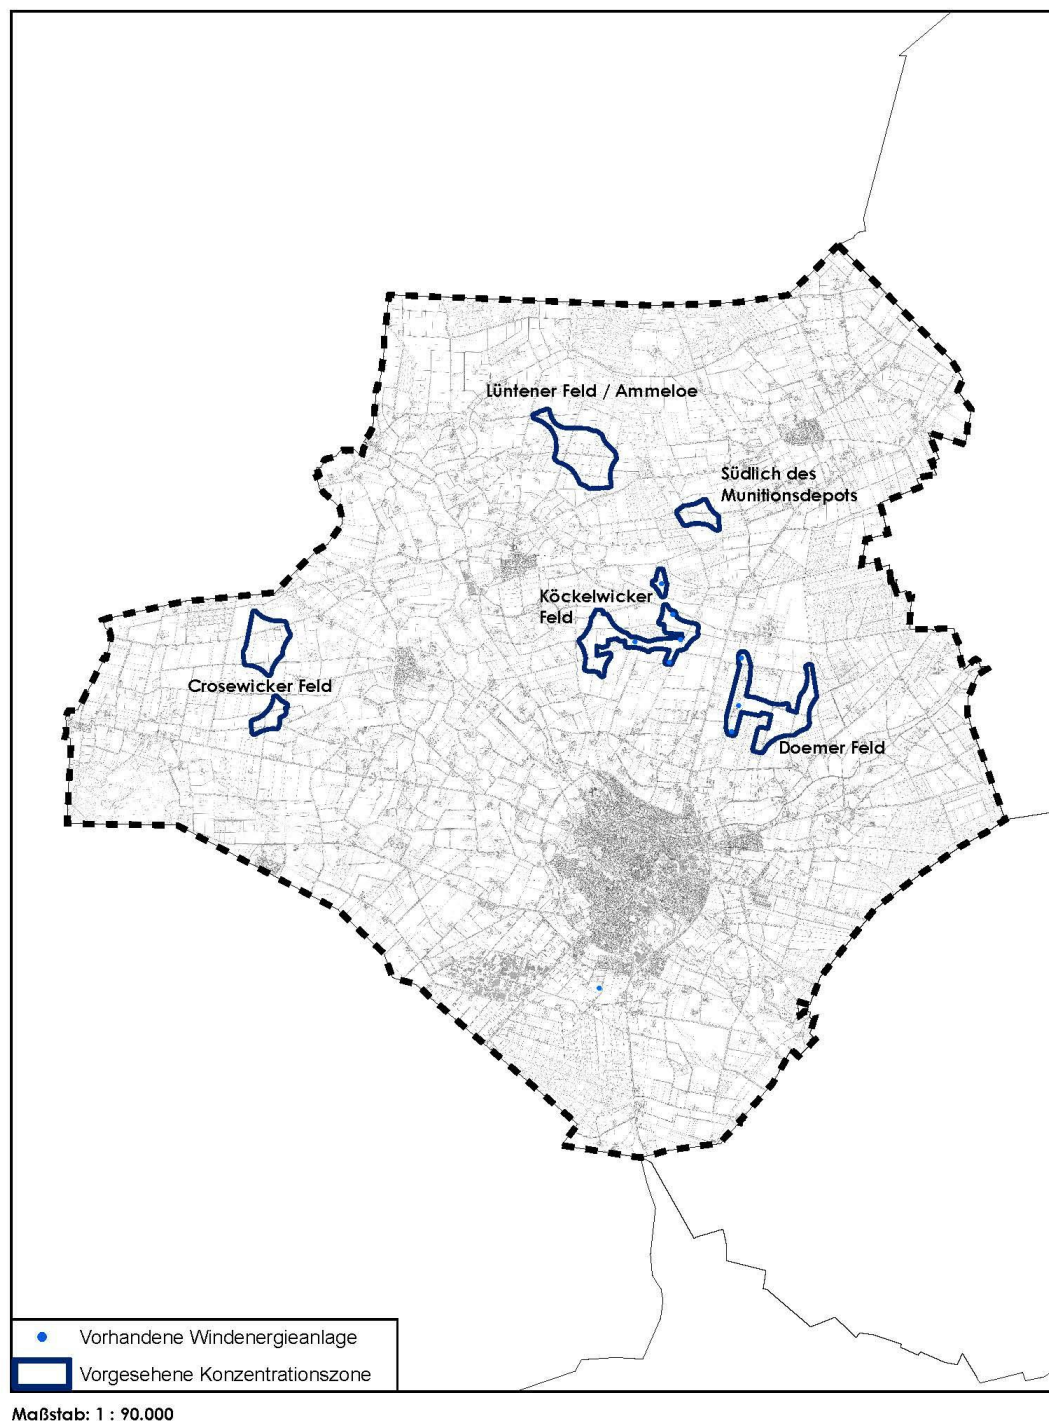 Lüntener Feld / Ammeloe
Südlich des
Munitionsdepots
Köckelwicker
Feld
Crosewicker Feld
Doemer Feld
Vorhandene Windenergieanlage
Vorgesehene Konzentrationszone
Maßstab: 1 : 90.000